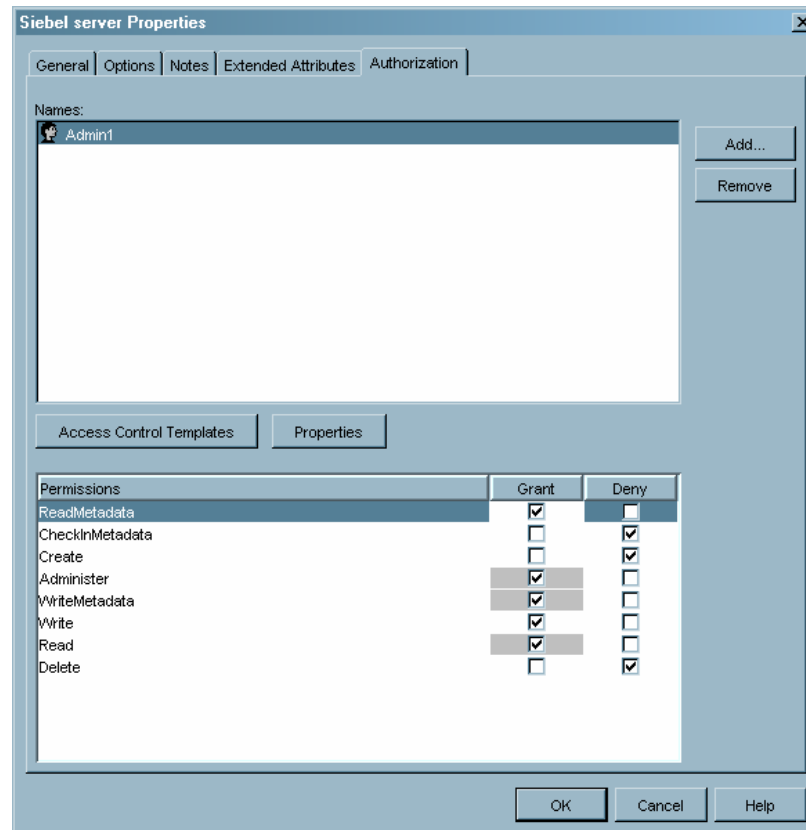 Siebel server Properties
General Options Notes Extended Attributes Authorization
Names:
Admin1
Add...
Remove
Access Control Templates Properties
Permissions Grant Deny
ReadMetadata
CheckInMetadata
Create
Administer
WriteMetadata
Write
Read
Delete
OK Cancel Help